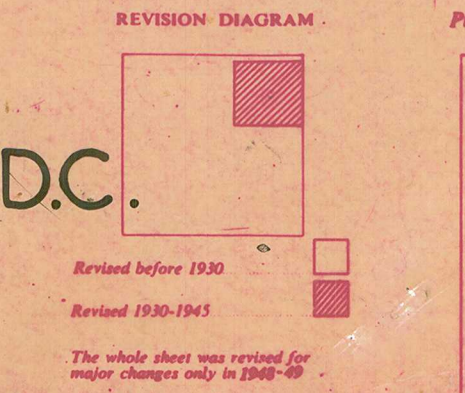 REVISION DIAGRAM.
D.C.
Revised before 1930
Revised 1930-1945
The whole sheet was revised for
major changes only in 1948-49